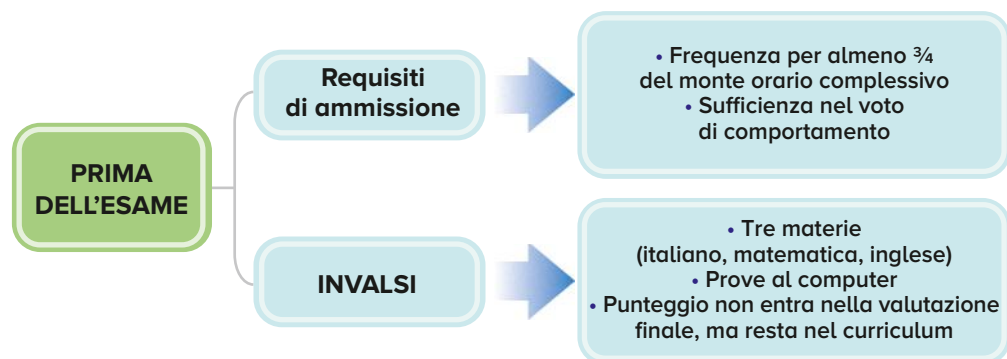 PRIMA
DELL’ESAME
Requisiti
di ammissione
• Frequenza per almeno ¾
del monte orario complessivo
• Sufficienza nel voto
di comportamento
INVALSI
• Tre materie
(italiano, matematica, inglese)
• Prove al computer
• Punteggio non entra nella valutazione
finale, ma resta nel curriculum